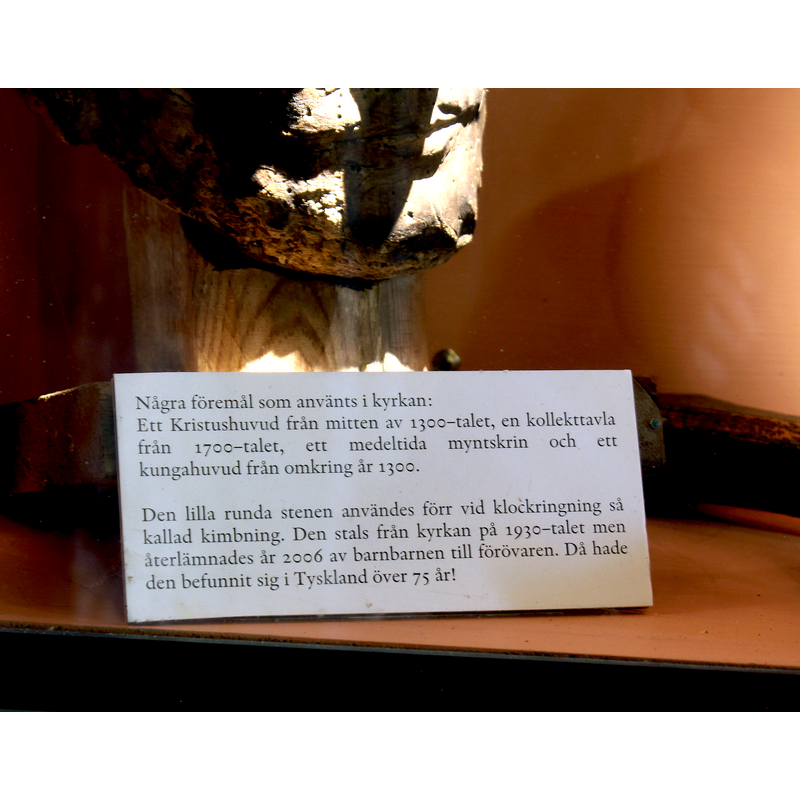 Några föremål som använts i kyrkan:
Ett Kristushuvud från mitten av 1300–talet, en kollekttavla
från 1700–talet, ett medeltida myntskrin och ett
kungahuvud från omkring år 1300.
Den lilla runda stenen användes förr vid klockringning så
kallad kimbning. Den stals från kyrkan på 1930–talet men
återlämnades år 2006 av barnbarnen till förövaren. Då hade
den befunnit sig i Tyskland över 75 år!